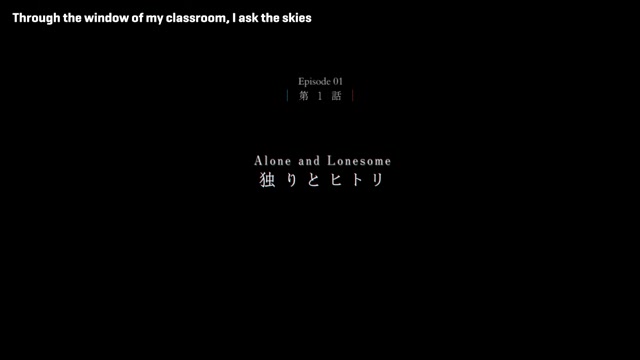 Through the window of my classroom, I ask the skies
Episode 01
第 1 話
Alone and Lonesome
独りとヒトリ